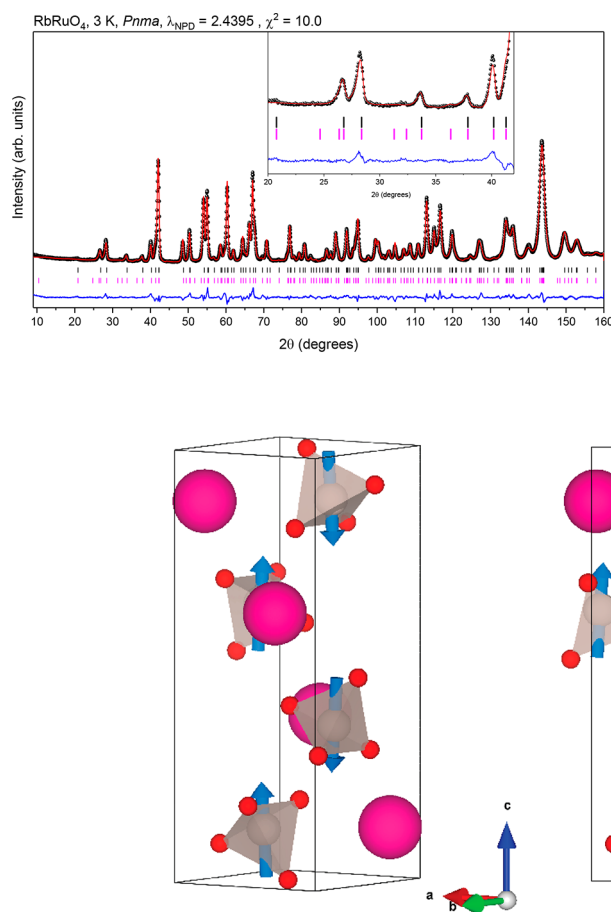 RbRuO₄, 3 K, Pnma, λNPD = 2.4395 , χ² = 10.0
Intensity (arb. units)
20 25 30 35 40
2θ (degrees)
10 20 30 40 50 60 70 80 90 100 110 120 130 140 150 160
2θ (degrees)
c
a
b